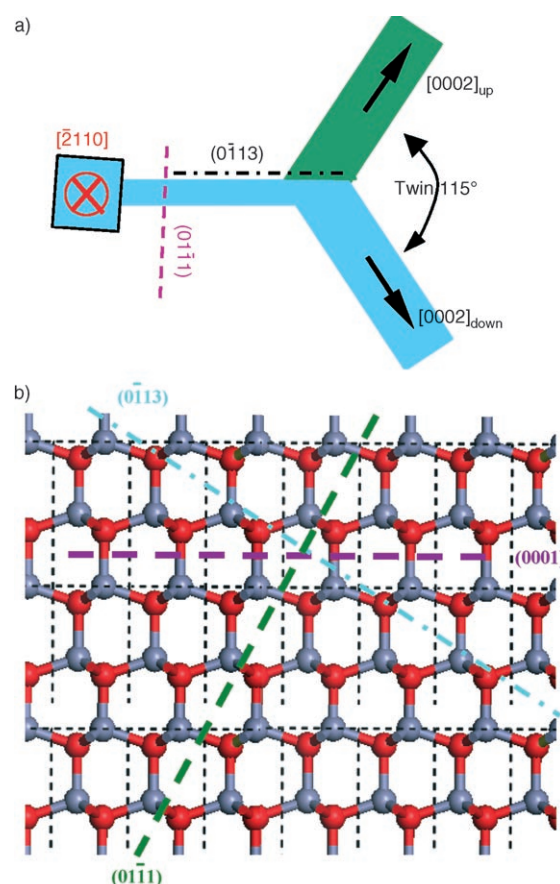 a)
[0002]up
[2̄110]
(01̄13)
Twin 115°
(011̄1)
[0002]down
b)
(01̄13)
(0001
(011̄1)